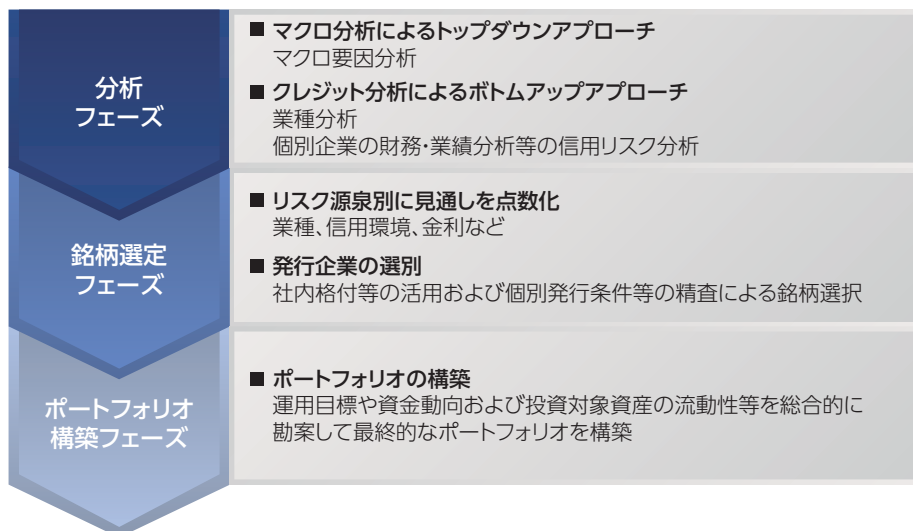 分析
フェーズ
■ マクロ分析によるトップダウンアプローチ
マクロ要因分析
■ クレジット分析によるボトムアップアプローチ
業種分析
個別企業の財務・業績分析等の信用リスク分析
銘柄選定
フェーズ
■ リスク源泉別に見通しを点数化
業種、信用環境、金利など
■ 発行企業の選別
社内格付等の活用および個別発行条件等の精査による銘柄選択
ポートフォリオ
構築フェーズ
■ ポートフォリオの構築
運用目標や資金動向および投資対象資産の流動性等を総合的に
勘案して最終的なポートフォリオを構築